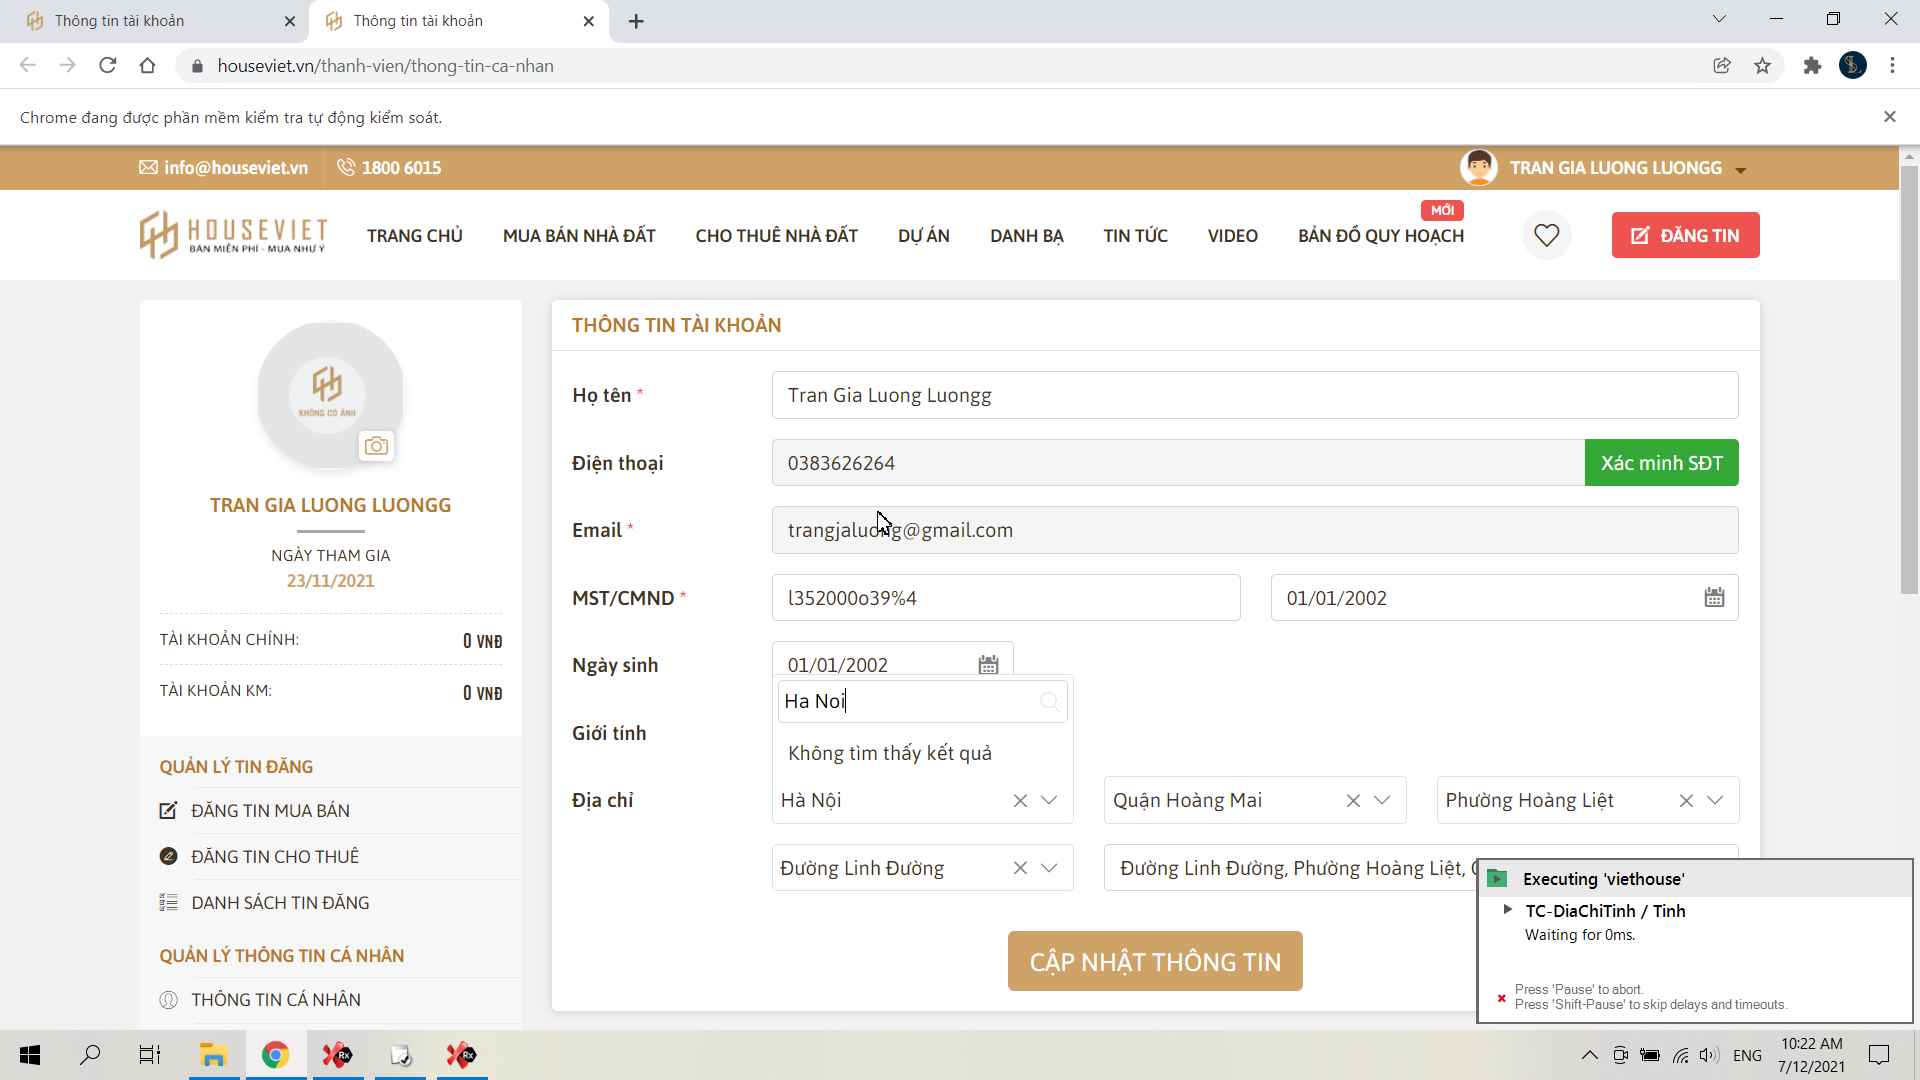 Thông tin tài khoản
Thông tin tài khoản
houseviet.vn/thanh-vien/thong-tin-ca-nhan
Chrome đang được phần mềm kiểm tra tự động kiểm soát.
info@houseviet.vn
1800 6015
TRAN GIA LUONG LUONGG
HOUSEVIET
BÁN MIỄN PHÍ - MUA NHƯ Ý
TRANG CHỦ
MUA BÁN NHÀ ĐẤT
CHO THUÊ NHÀ ĐẤT
DỰ ÁN
DANH BẠ
TIN TỨC
VIDEO
MỚI
BẢN ĐỒ QUY HOẠCH
ĐĂNG TIN
KHÔNG CÓ ẢNH
TRAN GIA LUONG LUONGG
NGÀY THAM GIA
23/11/2021
TÀI KHOẢN CHÍNH: 0 VNĐ
TÀI KHOẢN KM: 0 VNĐ
QUẢN LÝ TIN ĐĂNG
ĐĂNG TIN MUA BÁN
ĐĂNG TIN CHO THUÊ
DANH SÁCH TIN ĐĂNG
QUẢN LÝ THÔNG TIN CÁ NHÂN
THÔNG TIN CÁ NHÂN
THÔNG TIN TÀI KHOẢN
Họ tên * Tran Gia Luong Luongg
Điện thoại 0383626264 Xác minh SĐT
Email * trangjaluong@gmail.com
MST/CMND * l352000o39%4 01/01/2002
Ngày sinh 01/01/2002
Ha Noi
Giới tính
Không tìm thấy kết quả
Địa chỉ Hà Nội Quận Hoàng Mai Phường Hoàng Liệt
Đường Linh Đường Đường Linh Đường, Phường Hoàng Liệt,
CẬP NHẬT THÔNG TIN
Executing 'viethouse'
TC-DiaChiTinh / Tinh
Waiting for 0ms.
Press 'Pause' to abort.
Press 'Shift-Pause' to skip delays and timeouts.
ENG
10:22 AM
7/12/2021